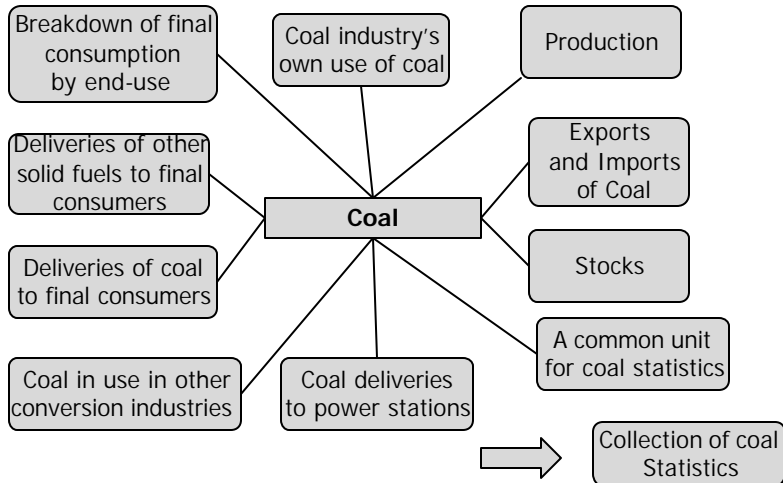 Breakdown of final
consumption
by end-use
Coal industry's
own use of coal
Production
Deliveries of other
solid fuels to final
consumers
Exports
and Imports
of Coal
Coal
Deliveries of coal
to final consumers
Stocks
A common unit
for coal statistics
Coal in use in other
conversion industries
Coal deliveries
to power stations
Collection of coal
Statistics